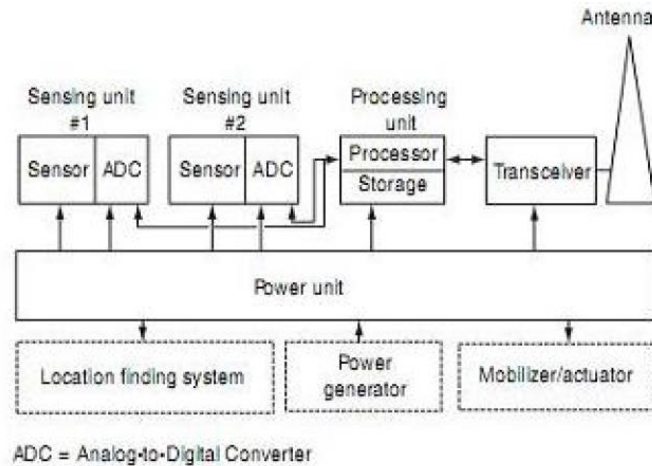 Antenna
Sensing unit
#1
Sensing unit
#2
Processing
unit
Sensor
ADC
Sensor
ADC
Processor
Storage
Transcelver
Power unit
Location finding system
Power
generator
Mobilizer/actuator
ADC = Analog-to-Digital Converter